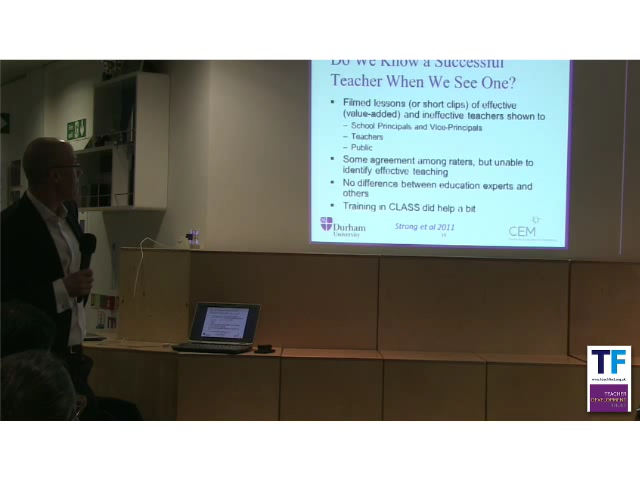 Do We Know a Successful
Teacher When We See One?
• Filmed lessons (or short clips) of effective
(value-added) and ineffective teachers shown to
– School Principals and Vice-Principals
– Teachers
– Public
• Some agreement among raters, but unable to
identify effective teaching
• No difference between education experts and
others
• Training in CLASS did help a bit
Durham
University
Strong et al 2011
CEM
TF
TEACHER
DEVELOPMENT
TRUST